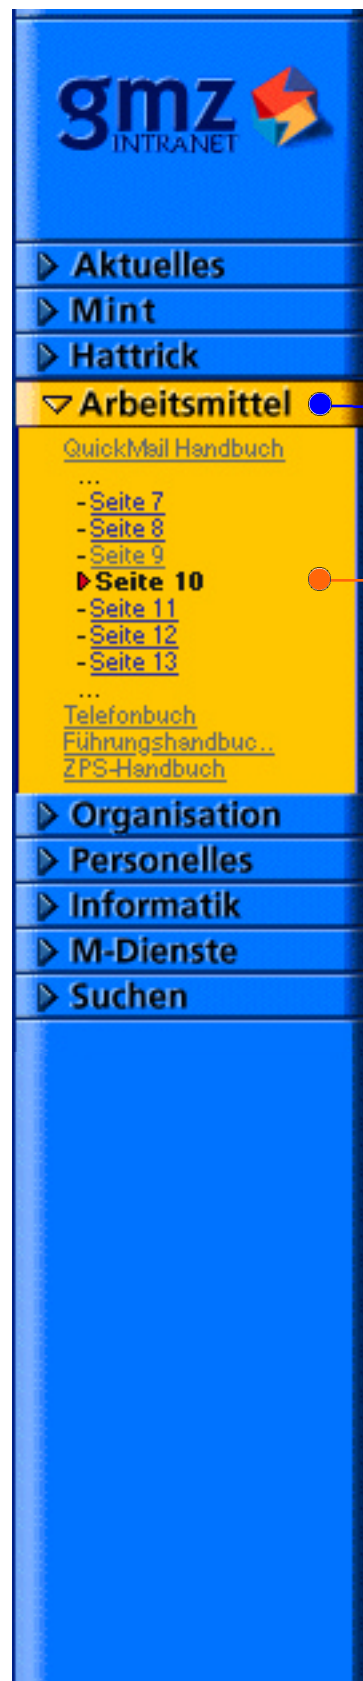 gmz
INTRANET
Aktuelles
Mint
Hattrick
Arbeitsmittel
QuickMail Handbuch
...
-Seite 7
-Seite 8
-Seite 9
Seite 10
-Seite 11
-Seite 12
-Seite 13
...
Telefonbuch
Führungshandbuc..
ZPS-Handbuch
Organisation
Personelles
Informatik
M-Dienste
Suchen